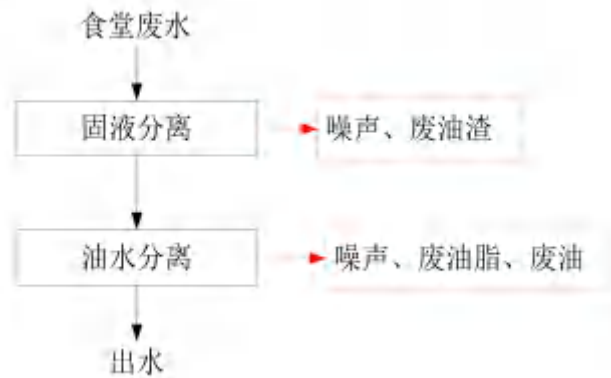 食堂废水
固液分离
噪声、废油渣
油水分离
噪声、废油脂、废油
出水